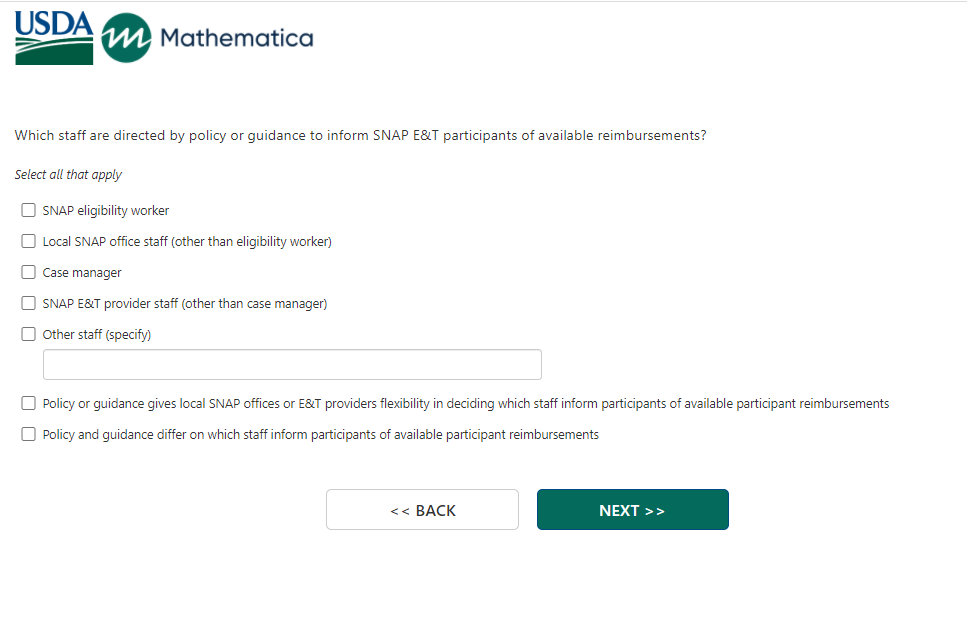 USDA
m Mathematica
Which staff are directed by policy or guidance to inform SNAP E&T participants of available reimbursements?
Select all that apply
SNAP eligibility worker
Local SNAP office staff (other than eligibility worker)
Case manager
SNAP E&T provider staff (other than case manager)
Other staff (specify)
Policy or guidance gives local SNAP offices or E&T providers flexibility in deciding which staff inform participants of available participant reimbursements
Policy and guidance differ on which staff inform participants of available participant reimbursements
<< BACK
NEXT >>